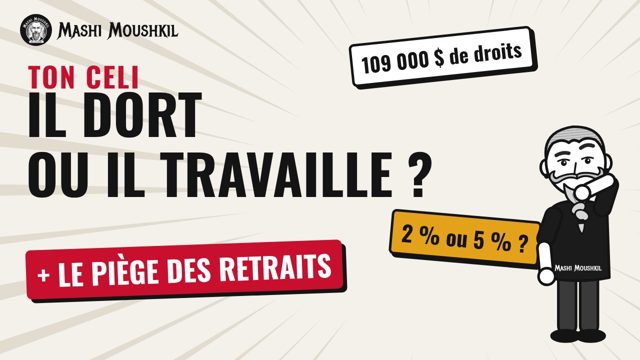 MASHI MOUSHKIL
109 000 $ de droits
TON CELI
IL DORT
OU IL TRAVAILLE ?
2 % ou 5 % ?
+ LE PIÈGE DES RETRAITS
MASHI MOUSHKIL